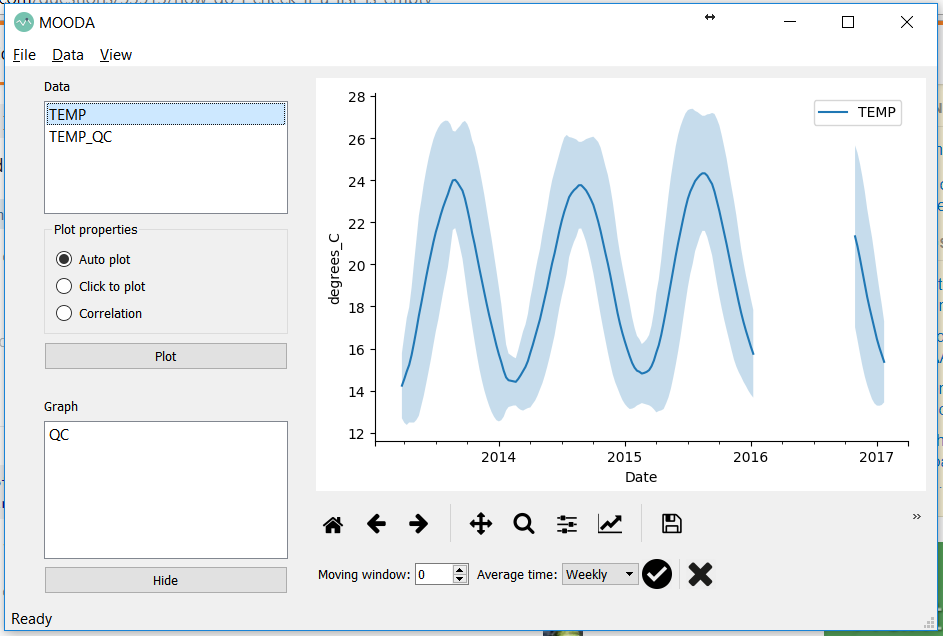 MOODA
File Data View
Data
TEMP
TEMP_QC
Plot properties
Auto plot
Click to plot
Correlation
Plot
Graph
QC
Hide
28
26
24
22
20
18
16
14
12
degrees_C
TEMP
2014 2015 2016 2017
Date
»
Moving window: 0 Average time: Weekly
Ready